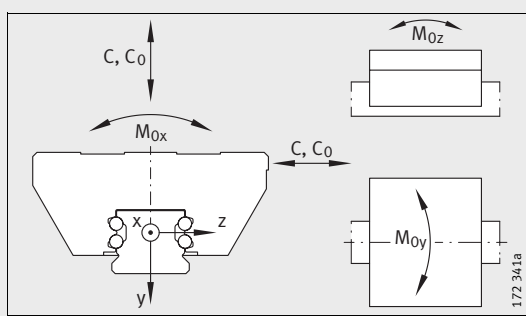 C, C₀
M₀ₓ
C, C₀
x
z
y
M₀z
M₀y
172 341a